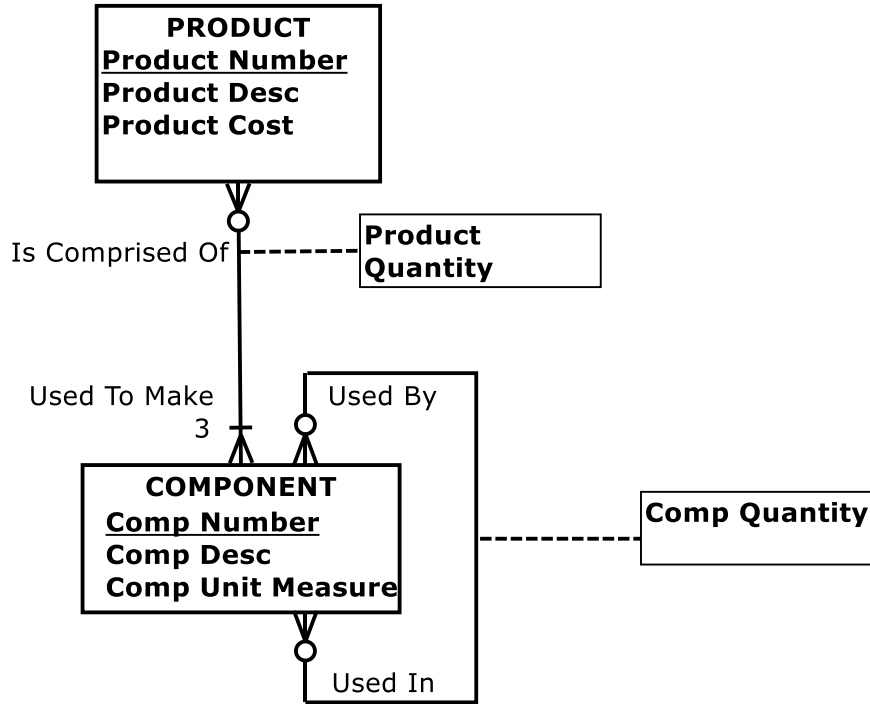 PRODUCT
Product Number
Product Desc
Product Cost
Is Comprised Of
Product
Quantity
Used To Make
3
Used By
COMPONENT
Comp Number
Comp Desc
Comp Unit Measure
Comp Quantity
Used In